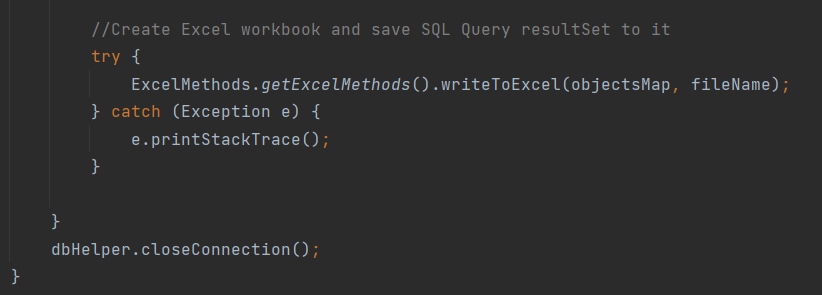 //Create Excel workbook and save SQL Query resultSet to it
try {
ExcelMethods.getExcelMethods().writeToExcel(objectsMap, fileName);
} catch (Exception e) {
e.printStackTrace();
}
}
dbHelper.closeConnection();
}